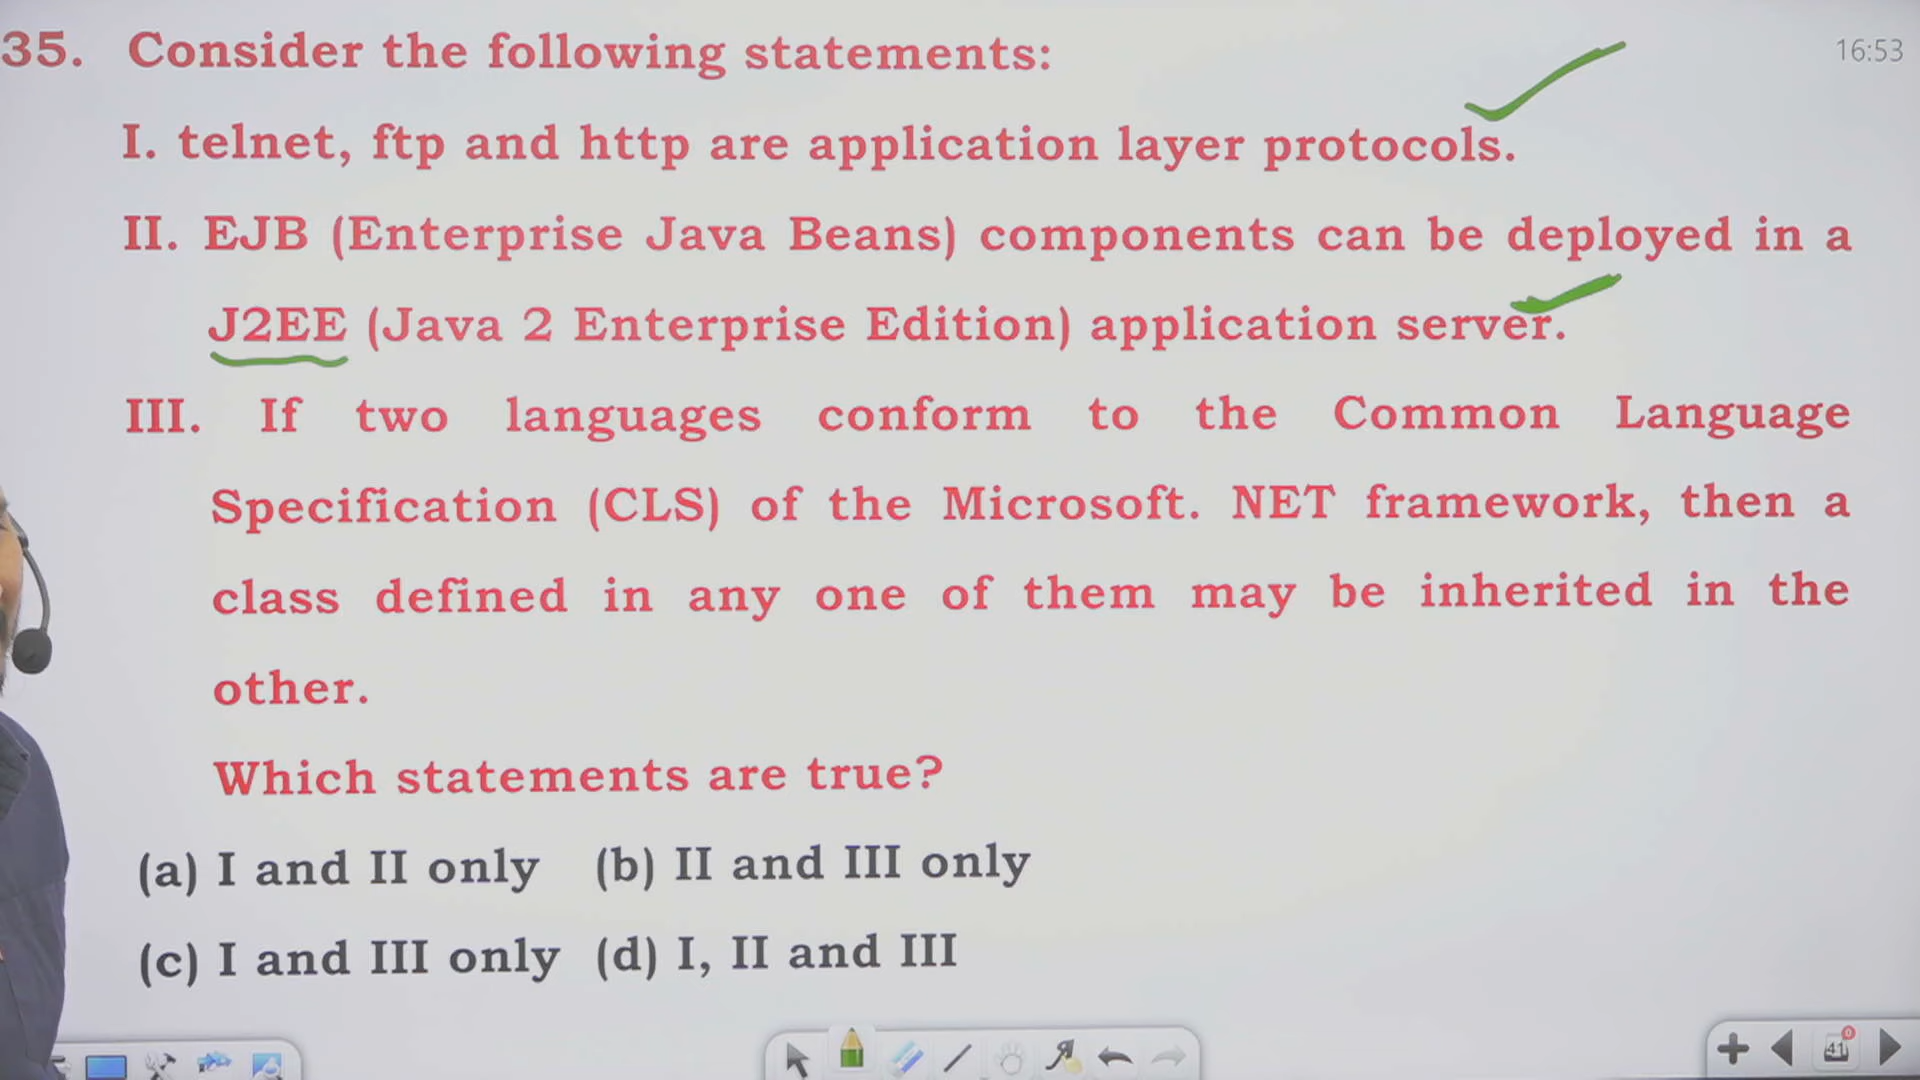 35. Consider the following statements:
16:53
I. telnet, ftp and http are application layer protocols.
II. EJB (Enterprise Java Beans) components can be deployed in a
J2EE (Java 2 Enterprise Edition) application server.
III. If two languages conform to the Common Language
Specification (CLS) of the Microsoft. NET framework, then a
class defined in any one of them may be inherited in the
other.
Which statements are true?
(a) I and II only (b) II and III only
(c) I and III only (d) I, II and III
41
0